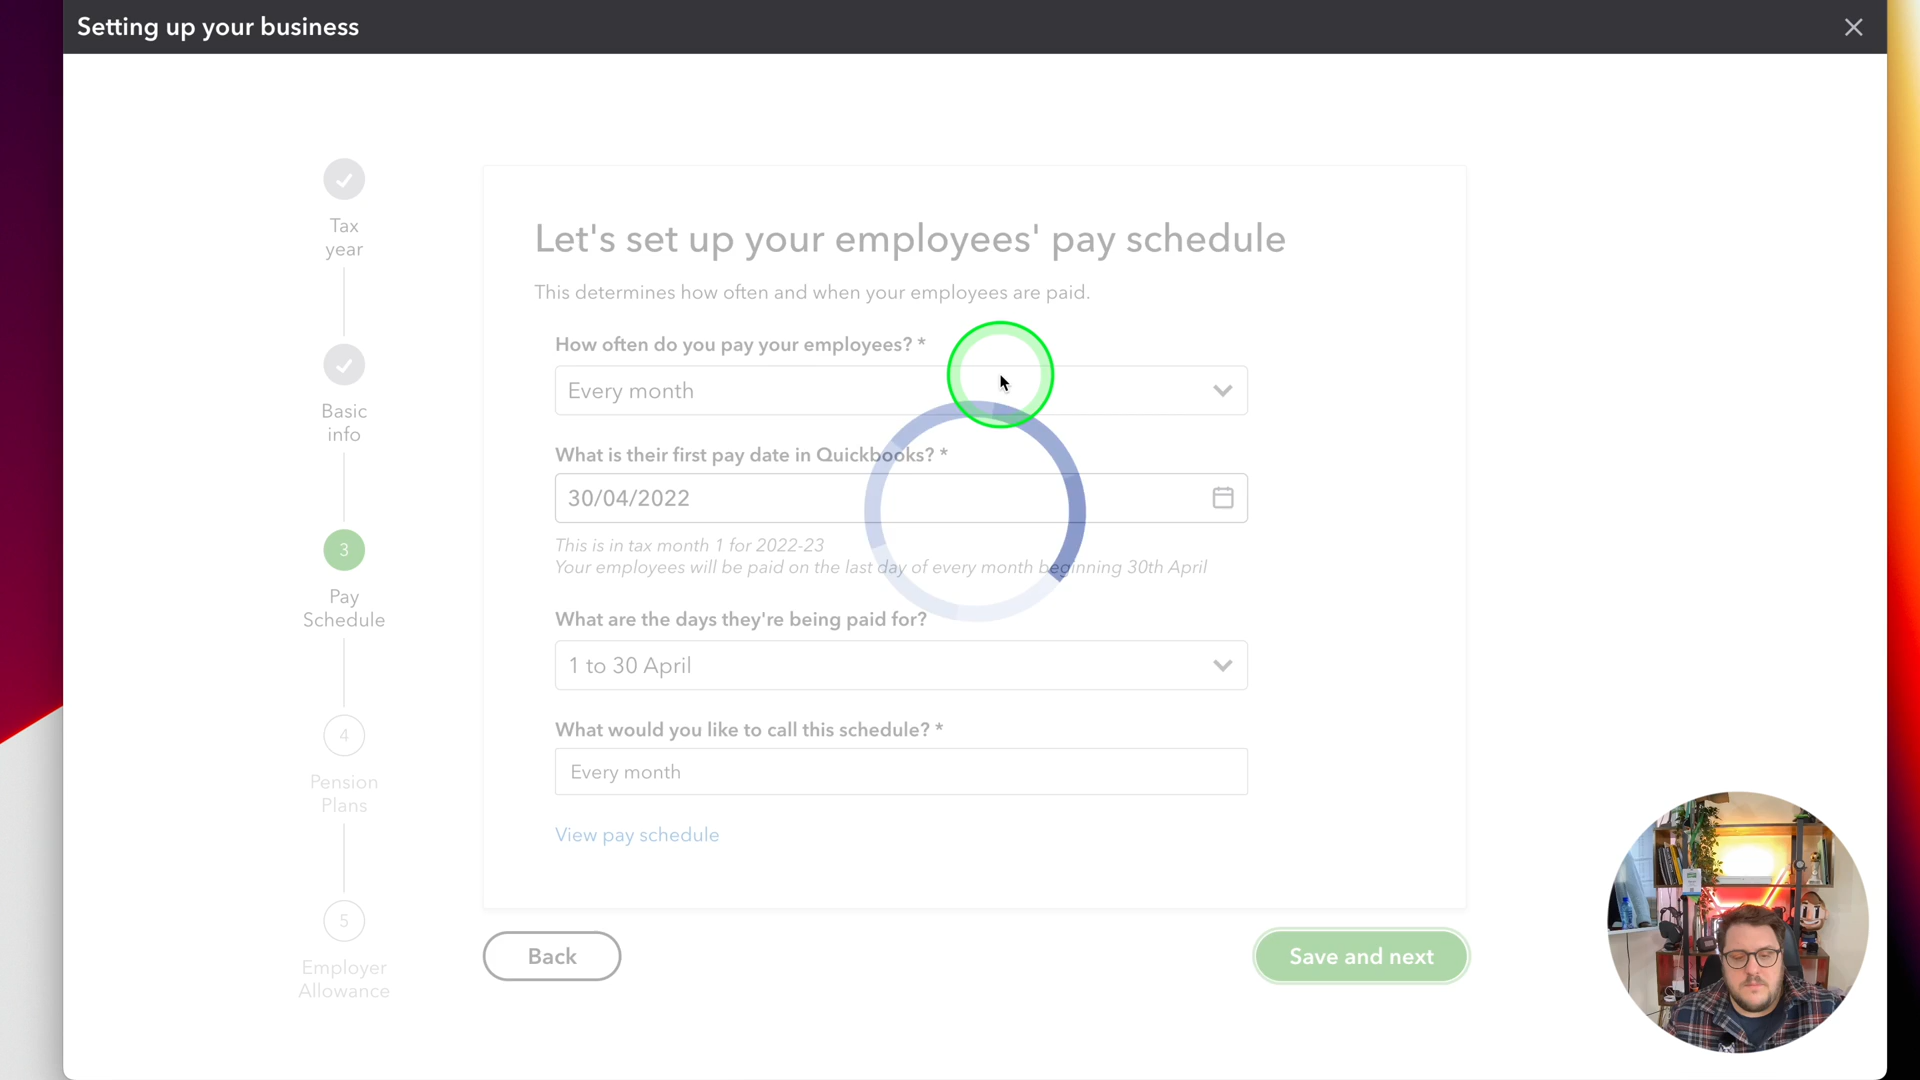 Setting up your business
Tax
year
Basic
info
3
Pay
Schedule
4
Pension
Plans
5
Employer
Allowance
Let's set up your employees' pay schedule
This determines how often and when your employees are paid.
How often do you pay your employees? *
Every month
What is their first pay date in Quickbooks? *
30/04/2022
This is in tax month 1 for 2022-23
Your employees will be paid on the last day of every month beginning 30th April
What are the days they're being paid for?
1 to 30 April
What would you like to call this schedule? *
Every month
View pay schedule
Back
Save and next